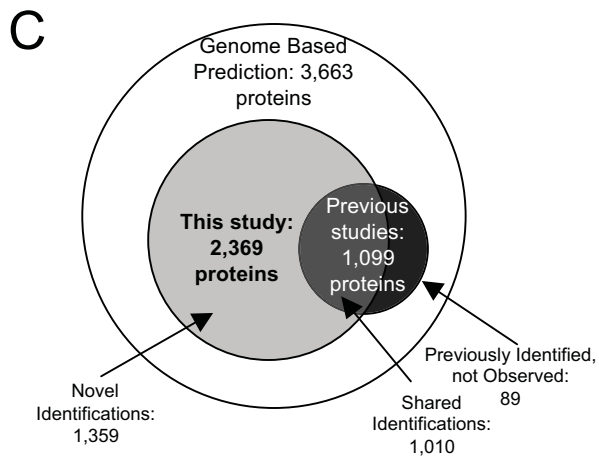 C
Genome Based
Prediction: 3,663
proteins
This study:
2,369
proteins
Previous
studies:
1,099
proteins
Novel
Identifications:
1,359
Shared
Identifications:
1,010
Previously Identified,
not Observed:
89